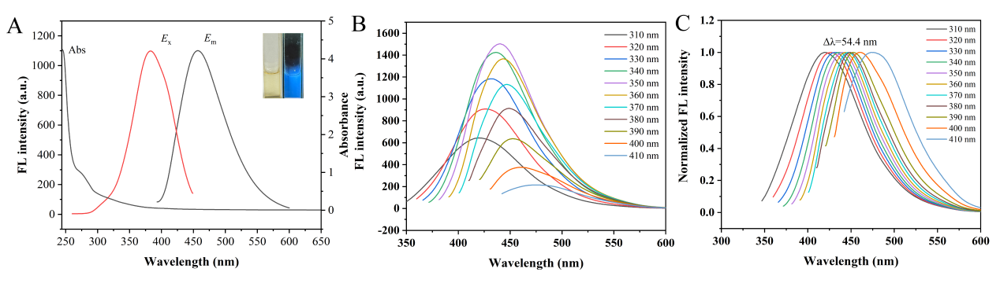 A
1200
1000
800
600
400
200
0
FL intensity (a.u.)
Abs
Ex
Em
5
4
3
2
1
0
Absorbance
250 300 350 400 450 500 550 600 650
Wavelength (nm)
B
1600
1400
1200
1000
800
600
400
200
0
-200
FL intensity (a.u.)
310 nm
320 nm
330 nm
340 nm
350 nm
360 nm
370 nm
380 nm
390 nm
400 nm
410 nm
350 400 450 500 550 600
Wavelength (nm)
C
1.2
1.0
0.8
0.6
0.4
0.2
0.0
Normalized FL intensity
Δλ=54.4 nm
310 nm
320 nm
330 nm
340 nm
350 nm
360 nm
370 nm
380 nm
390 nm
400 nm
410 nm
300 350 400 450 500 550 600
Wavelength (nm)